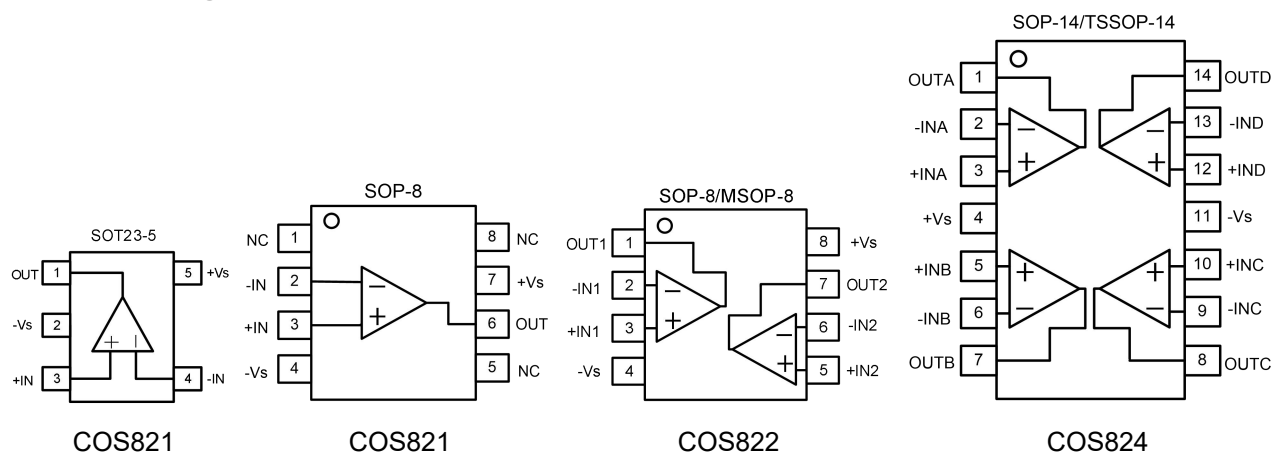 SOT23-5
OUT 1 5 +Vs
-Vs 2
+IN 3 4 -IN
+ −
COS821
SOP-8
NC 1 8 NC
-IN 2 7 +Vs
+IN 3 6 OUT
-Vs 4 5 NC
−
+
COS821
SOP-8/MSOP-8
OUT1 1 8 +Vs
-IN1 2 7 OUT2
+IN1 3 6 -IN2
-Vs 4 5 +IN2
− −
+ +
COS822
SOP-14/TSSOP-14
OUTA 1 14 OUTD
-INA 2 − − 13 -IND
+INA 3 + + 12 +IND
+Vs 4 11 -Vs
+INB 5 + + 10 +INC
-INB 6 − − 9 -INC
OUTB 7 8 OUTC
COS824